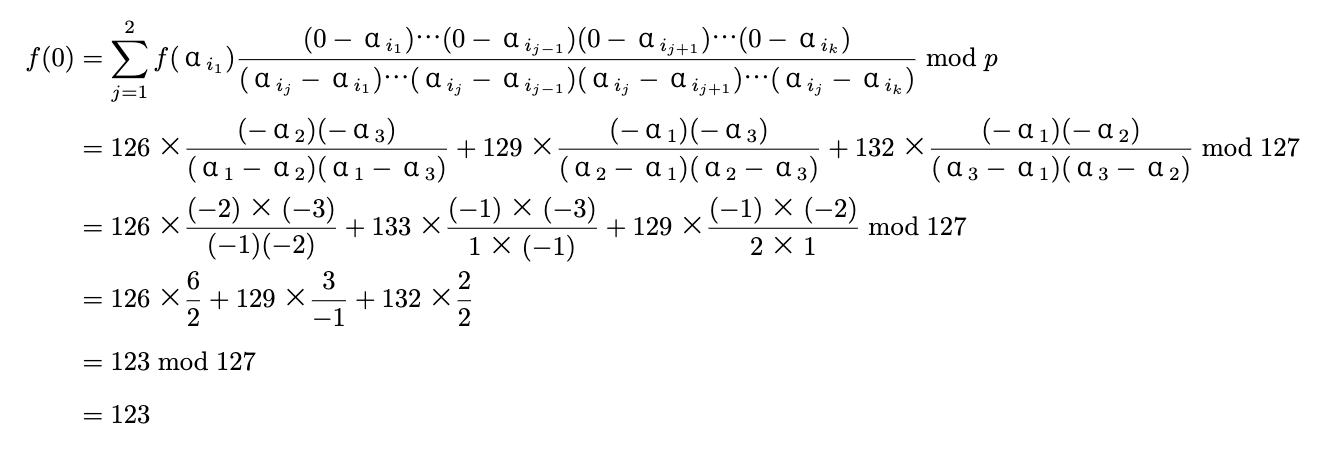 f(0) = \sum_{j=1}^{2} f(α_{i_1}) \frac{(0 − α_{i_1})⋯(0 − α_{i_{j−1}})(0 − α_{i_{j+1}})⋯(0 − α_{i_k})}{(α_{i_j} − α_{i_1})⋯(α_{i_j} − α_{i_{j−1}})(α_{i_j} − α_{i_{j+1}})⋯(α_{i_j} − α_{i_k})} mod p
= 126 × \frac{(−α_2)(−α_3)}{(α_1 − α_2)(α_1 − α_3)} + 129 × \frac{(−α_1)(−α_3)}{(α_2 − α_1)(α_2 − α_3)} + 132 × \frac{(−α_1)(−α_2)}{(α_3 − α_1)(α_3 − α_2)} mod 127
= 126 × \frac{(−2) × (−3)}{(−1)(−2)} + 133 × \frac{(−1) × (−3)}{1 × (−1)} + 129 × \frac{(−1) × (−2)}{2 × 1} mod 127
= 126 × \frac{6}{2} + 129 × \frac{3}{−1} + 132 × \frac{2}{2}
= 123 mod 127
= 123